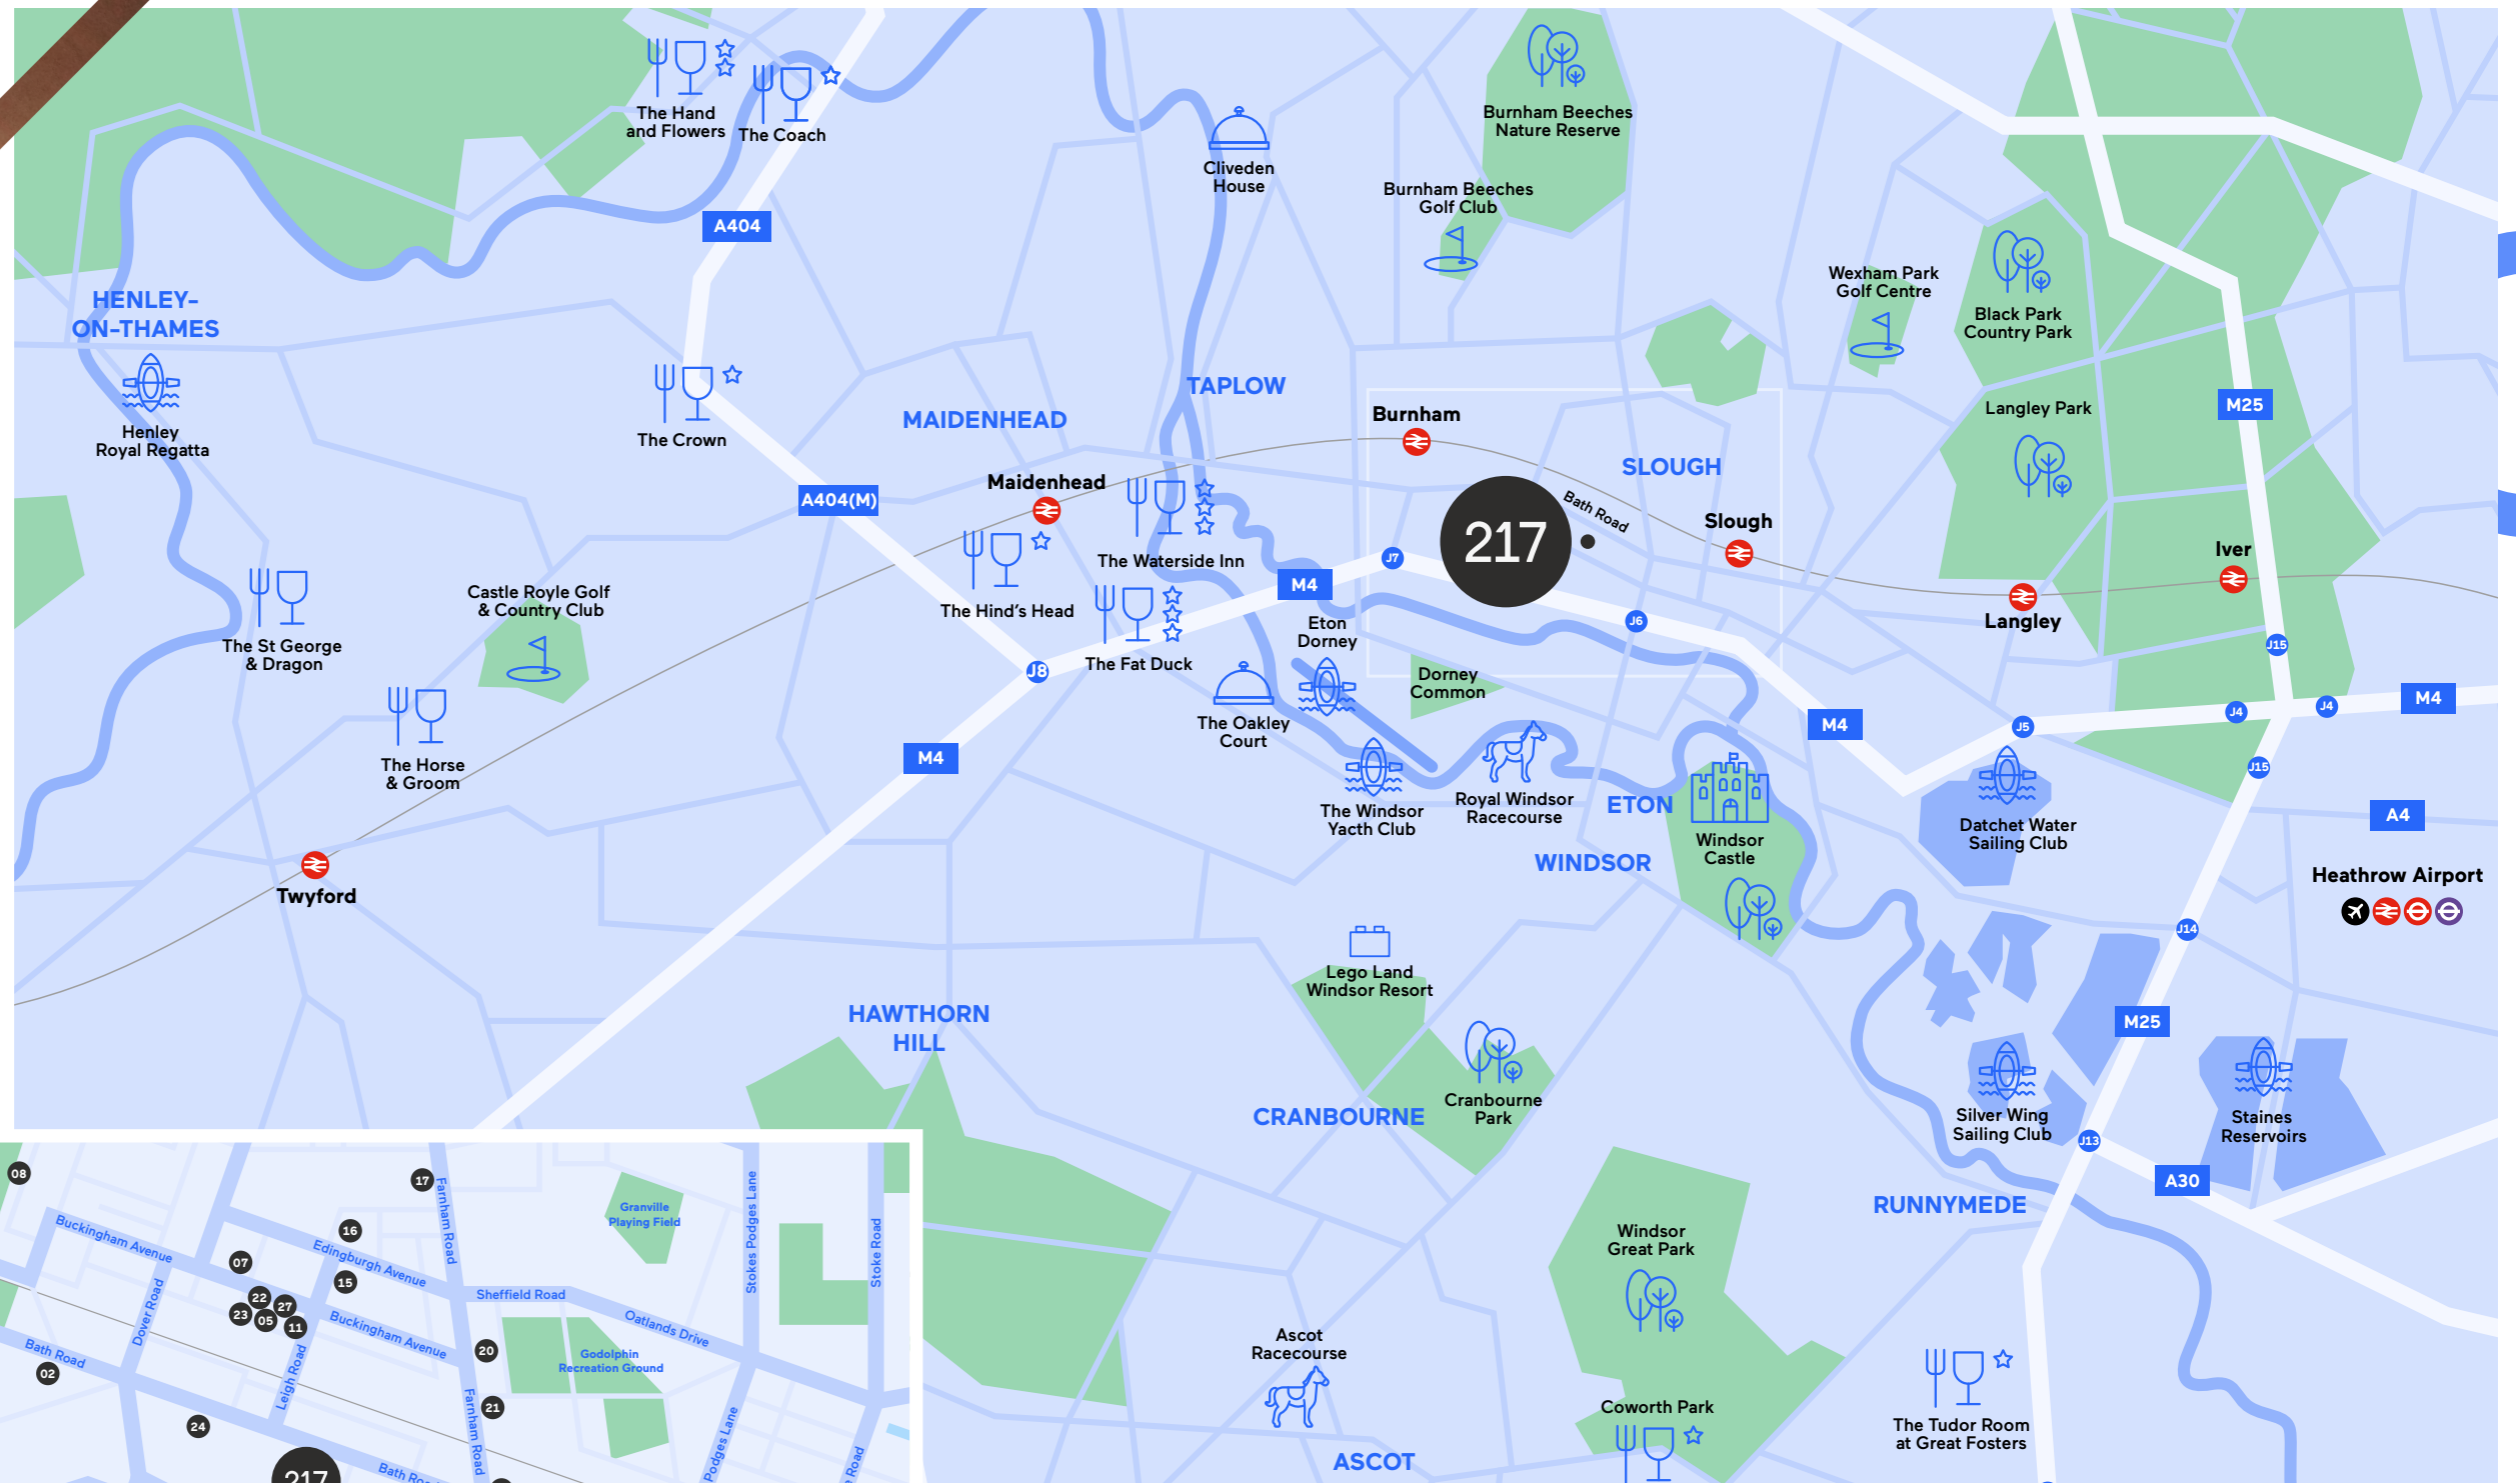 The Hand
and Flowers
The Coach
Cliveden
House
Burnham Beeches
Nature Reserve
Burnham Beeches
Golf Club
A404
Wexham Park
Golf Centre
Black Park
Country Park
HENLEY-
ON-THAMES
Henley
Royal Regatta
The Crown
MAIDENHEAD
TAPLOW
Burnham
Langley Park
M25
SLOUGH
Maidenhead
A404(M)
The Waterside Inn
217
Bath Road
Slough
J7
Iver
The Hind's Head
M4
Eton
Dorney
J6
Langley
Castle Royle Golf
& Country Club
The St George
& Dragon
The Fat Duck
J8
J15
Dorney
Common
The Oakley
Court
M4
J5
J4
J4
M4
The Horse
& Groom
M4
J15
The Windsor
Yacth Club
Royal Windsor
Racecourse
ETON
Windsor
Castle
WINDSOR
Datchet Water
Sailing Club
A4
Heathrow Airport
Twyford
J14
Lego Land
Windsor Resort
HAWTHORN
HILL
M25
CRANBOURNE
Cranbourne
Park
Silver Wing
Sailing Club
Staines
Reservoirs
J13
A30
RUNNYMEDE
Windsor
Great Park
Ascot
Racecourse
Coworth Park
ASCOT
The Tudor Room
at Great Fosters
08
17
Farnham Road
Granville
Playing Field
Stokes Podges Lane
Stoke Road
Buckingham Avenue
16
Edingburgh Avenue
07
15
22
27
23
05
11
Dover Road
Sheffield Road
Buckingham Avenue
Oatlands Drive
Bath Road
02
Leigh Road
20
Godolphin
Recreation Ground
21
Farnham Road
24
Podges Lane
Road
217
Bath